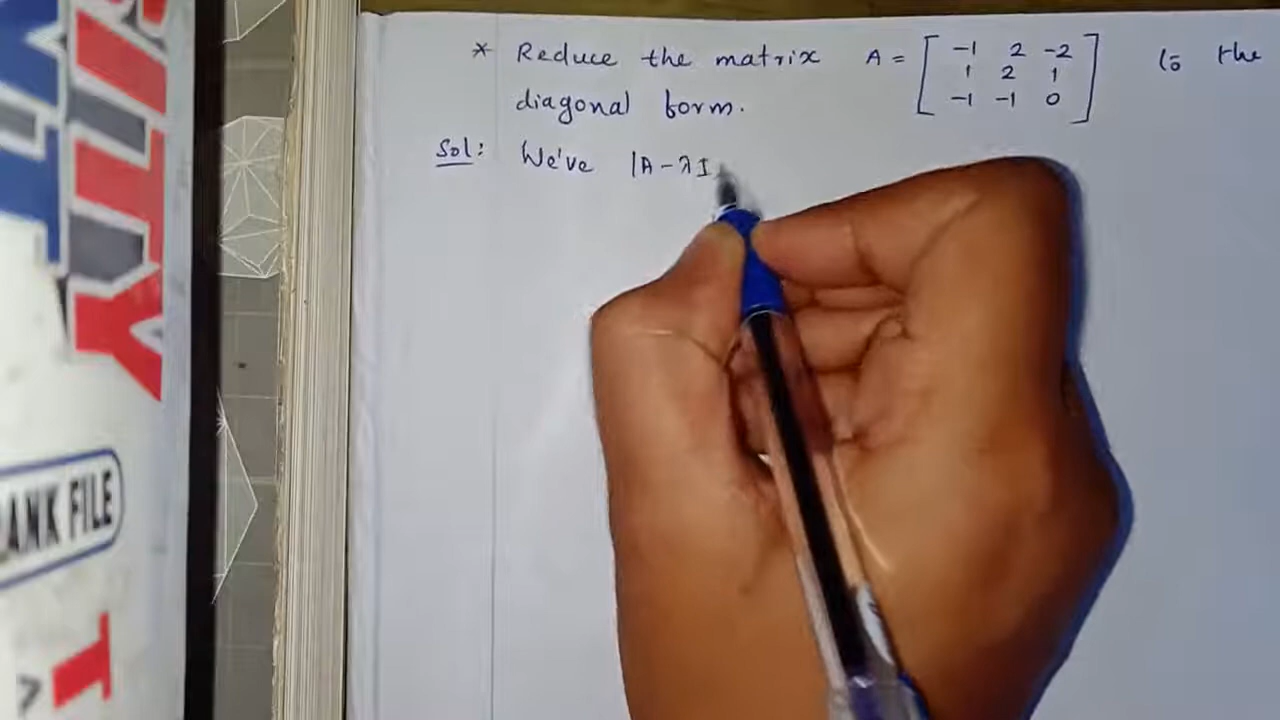 * Reduce the matrix A = [ -1 2 -2 ] to the
1 2 1
-1 -1 0
diagonal form.
Sol: We've |A-λI
ANK FILE